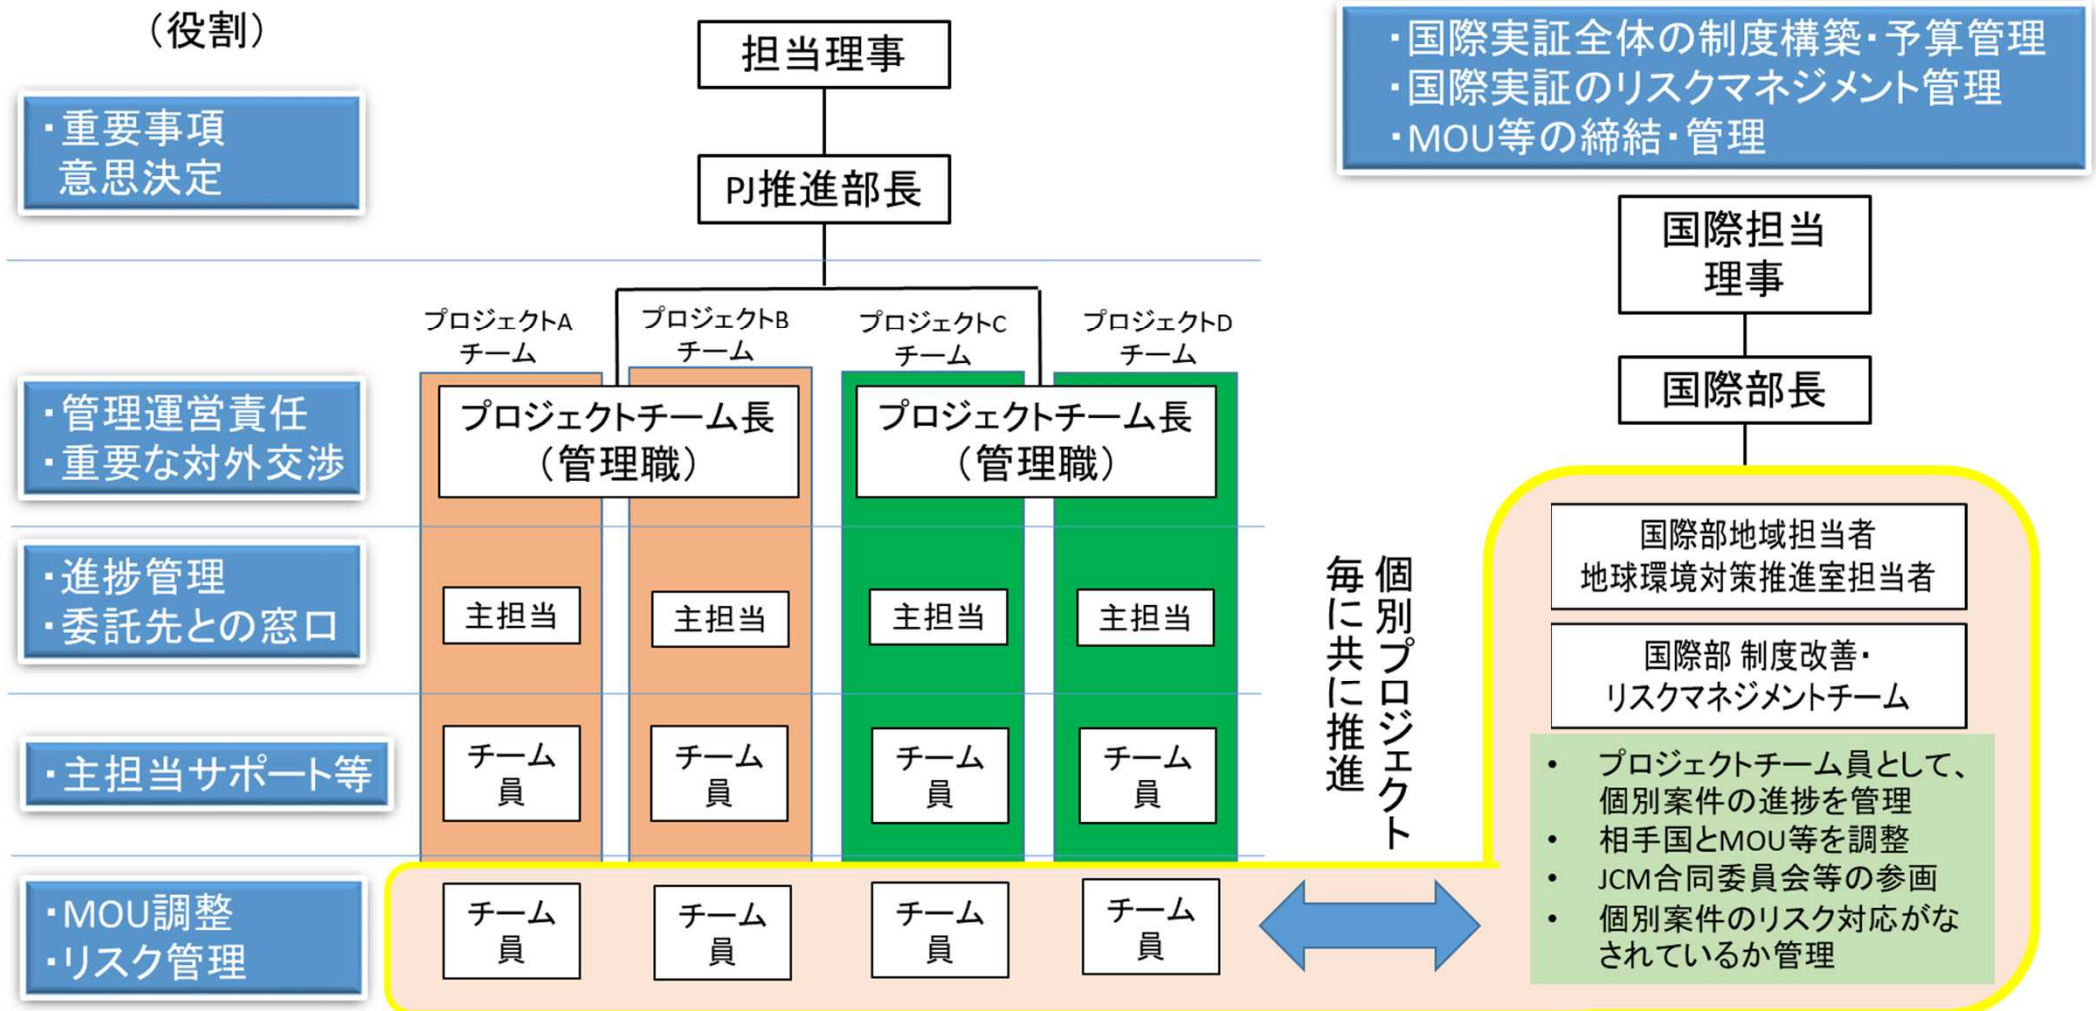 （役割）
・重要事項
意思決定
担当理事
PJ推進部長
・国際実証全体の制度構築・予算管理
・国際実証のリスクマネジメント管理
・MOU等の締結・管理
国際担当
理事
国際部長
プロジェクトA
チーム
プロジェクトB
チーム
プロジェクトC
チーム
プロジェクトD
チーム
・管理運営責任
・重要な対外交渉
プロジェクトチーム長
（管理職）
プロジェクトチーム長
（管理職）
・進捗管理
・委託先との窓口
主担当
主担当
主担当
主担当
・主担当サポート等
チーム
員
チーム
員
チーム
員
チーム
員
・MOU調整
・リスク管理
チーム
員
チーム
員
チーム
員
チーム
員
個別プロジェクト
毎に共に推進
国際部地域担当者
地球環境対策推進室担当者
国際部 制度改善・
リスクマネジメントチーム
• プロジェクトチーム員として、
個別案件の進捗を管理
• 相手国とMOU等を調整
• JCM合同委員会等の参画
• 個別案件のリスク対応がな
されているか管理